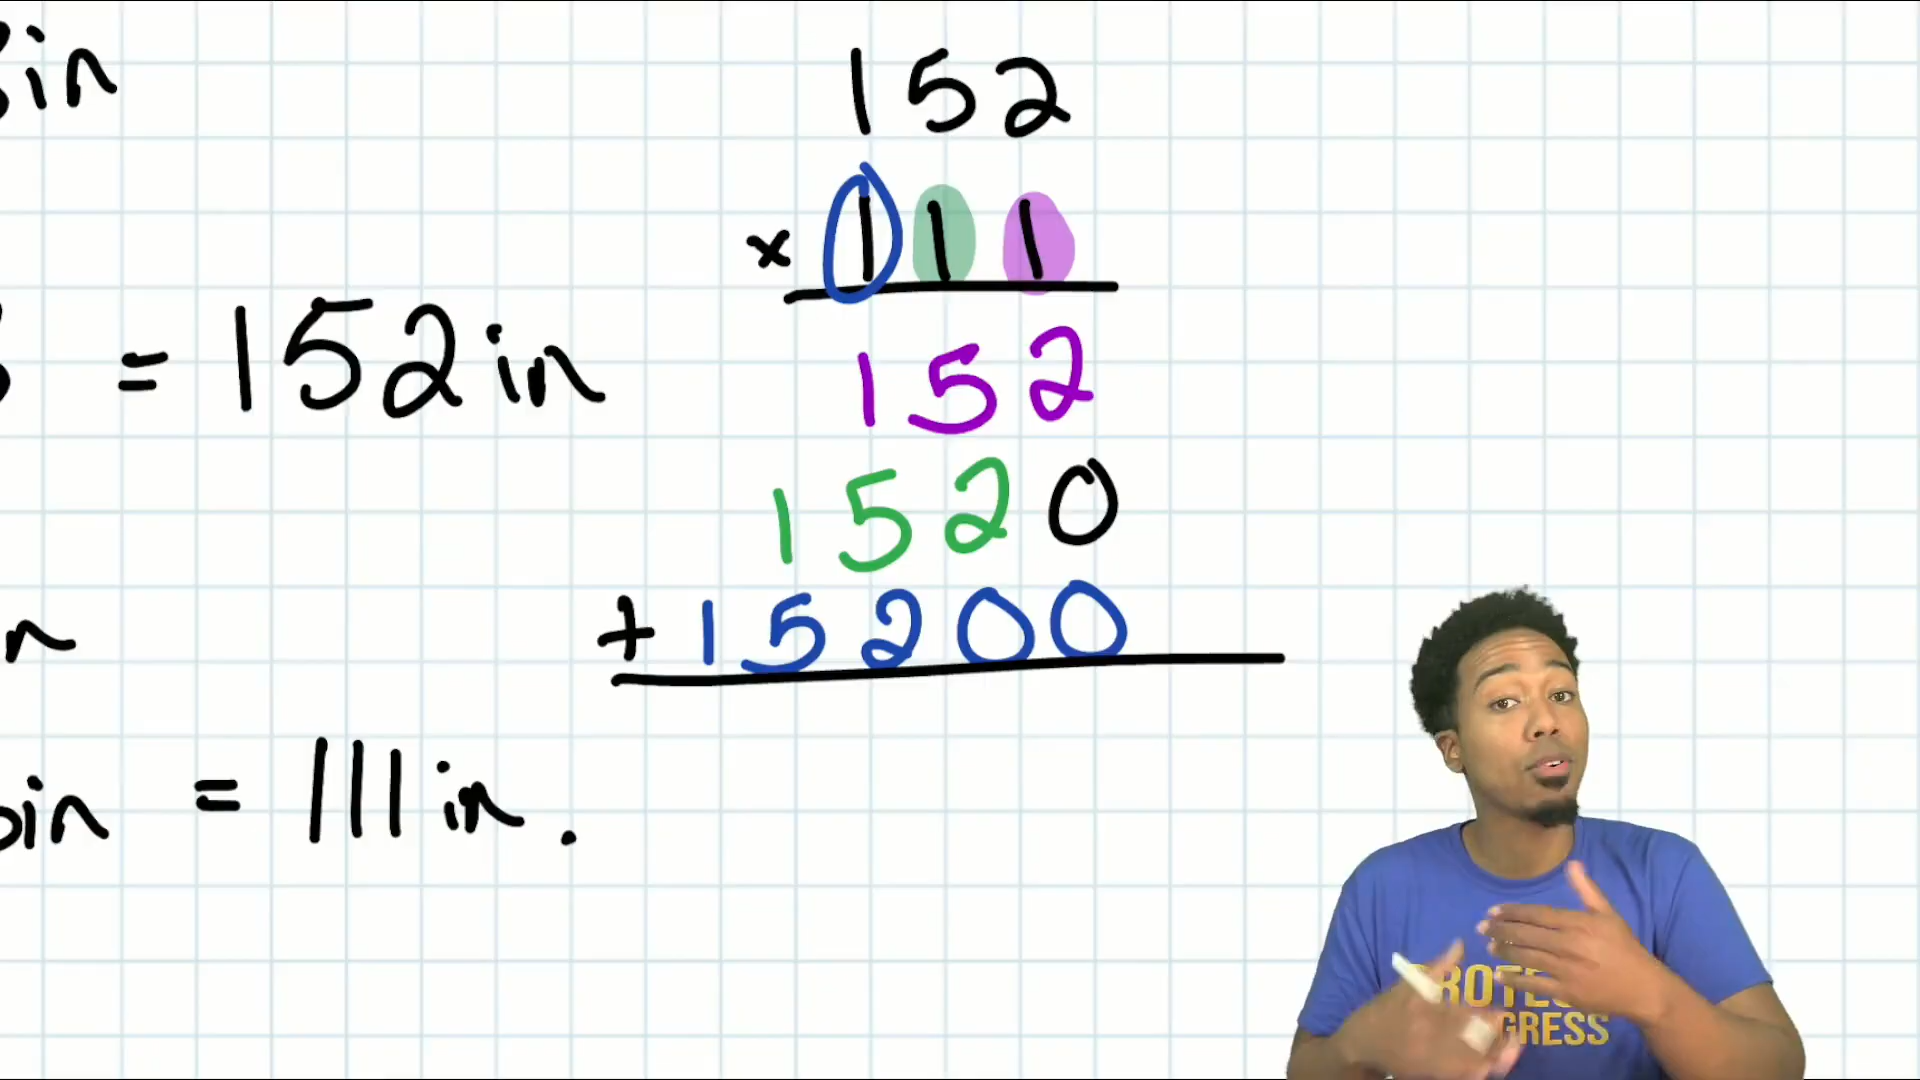 in
152
× 111
= 152 in
152
1520
+ 15200
in = 111 in.